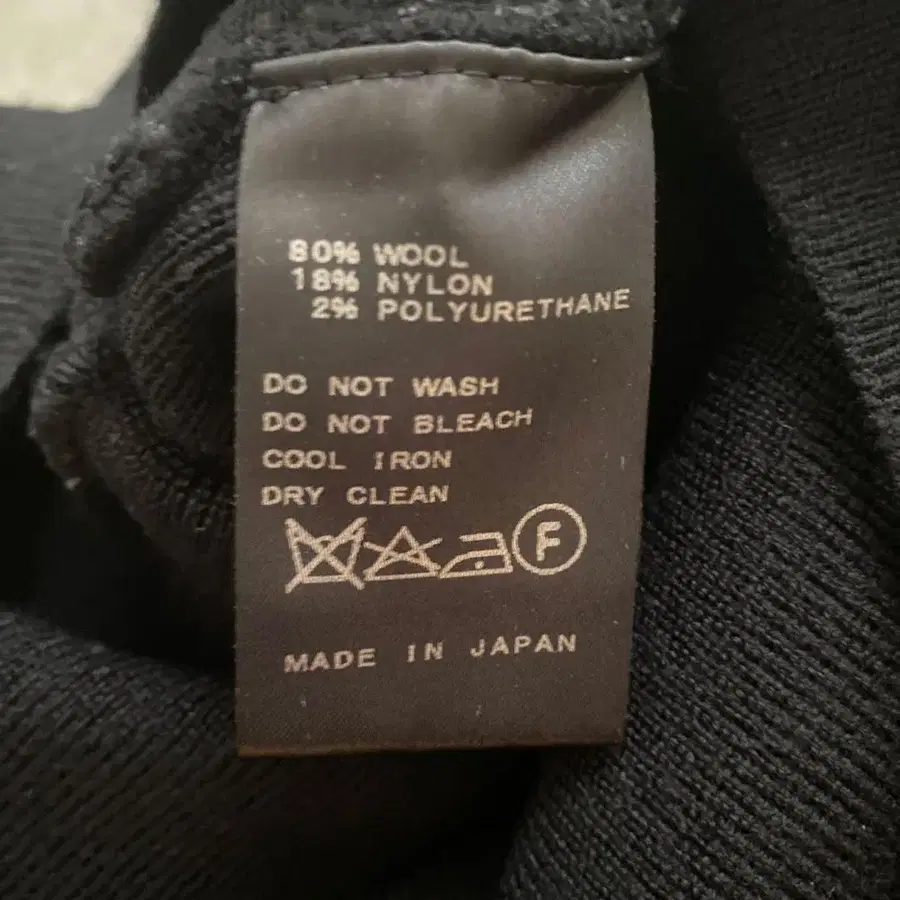 80% WOOL
18% NYLON
2% POLYURETHANE
DO NOT WASH
DO NOT BLEACH
COOL IRON
DRY CLEAN
F
MADE IN JAPAN